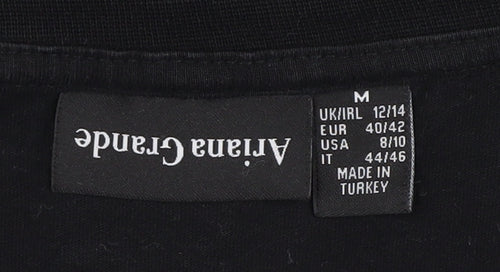 Ariana Grande
M
UK/IRL 12/14
EUR 40/42
USA 8/10
IT 44/46
MADE IN
TURKEY